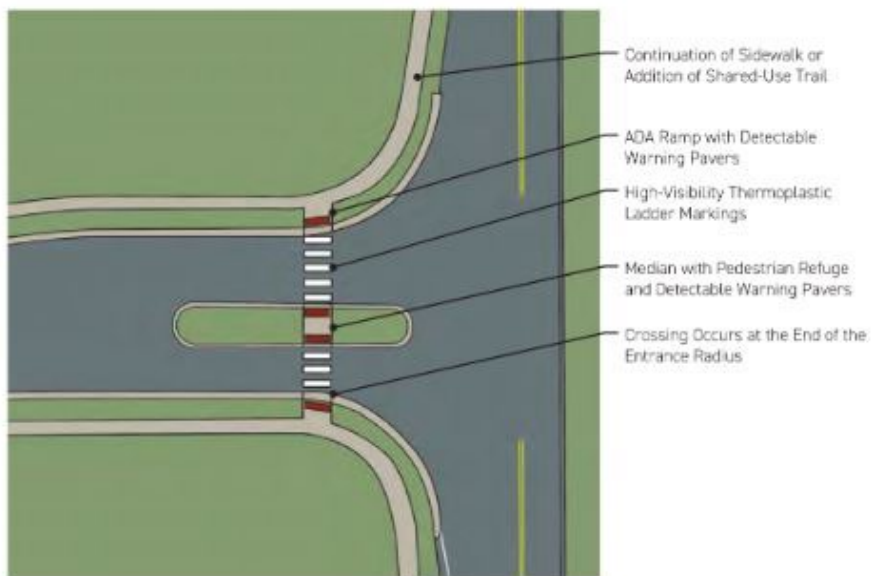 Continuation of Sidewalk or
Addition of Shared-Use Trail
ADA Ramp with Detectable
Warning Pavers
High-Visibility Thermoplastic
Ladder Markings
Median with Pedestrian Refuge
and Detectable Warning Pavers
Crossing Occurs at the End of the
Entrance Radius